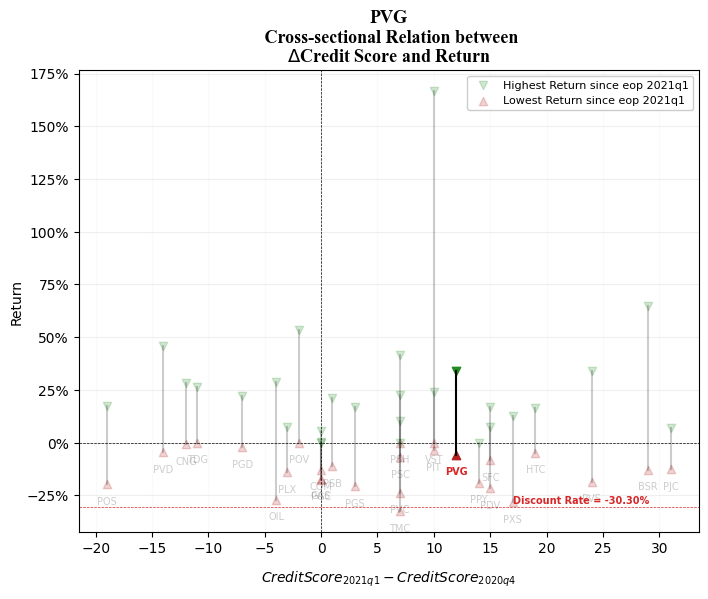 PVG
Cross-sectional Relation between
ΔCredit Score and Return
Highest Return since eop 2021q1
Lowest Return since eop 2021q1
175%
150%
125%
100%
75%
50%
25%
0%
−25%
Return
POS
PVD
CNG
TDG
PGD
OIL
PLX
POV
PGS
PSC
TMC
VST
PIT
PVG
PPY
SFC
PDV
PXS
HTC
BSR
PJC
Discount Rate = -30.30%
−20
−15
−10
−5
0
5
10
15
20
25
30
CreditScore2021q1 − CreditScore2020q4